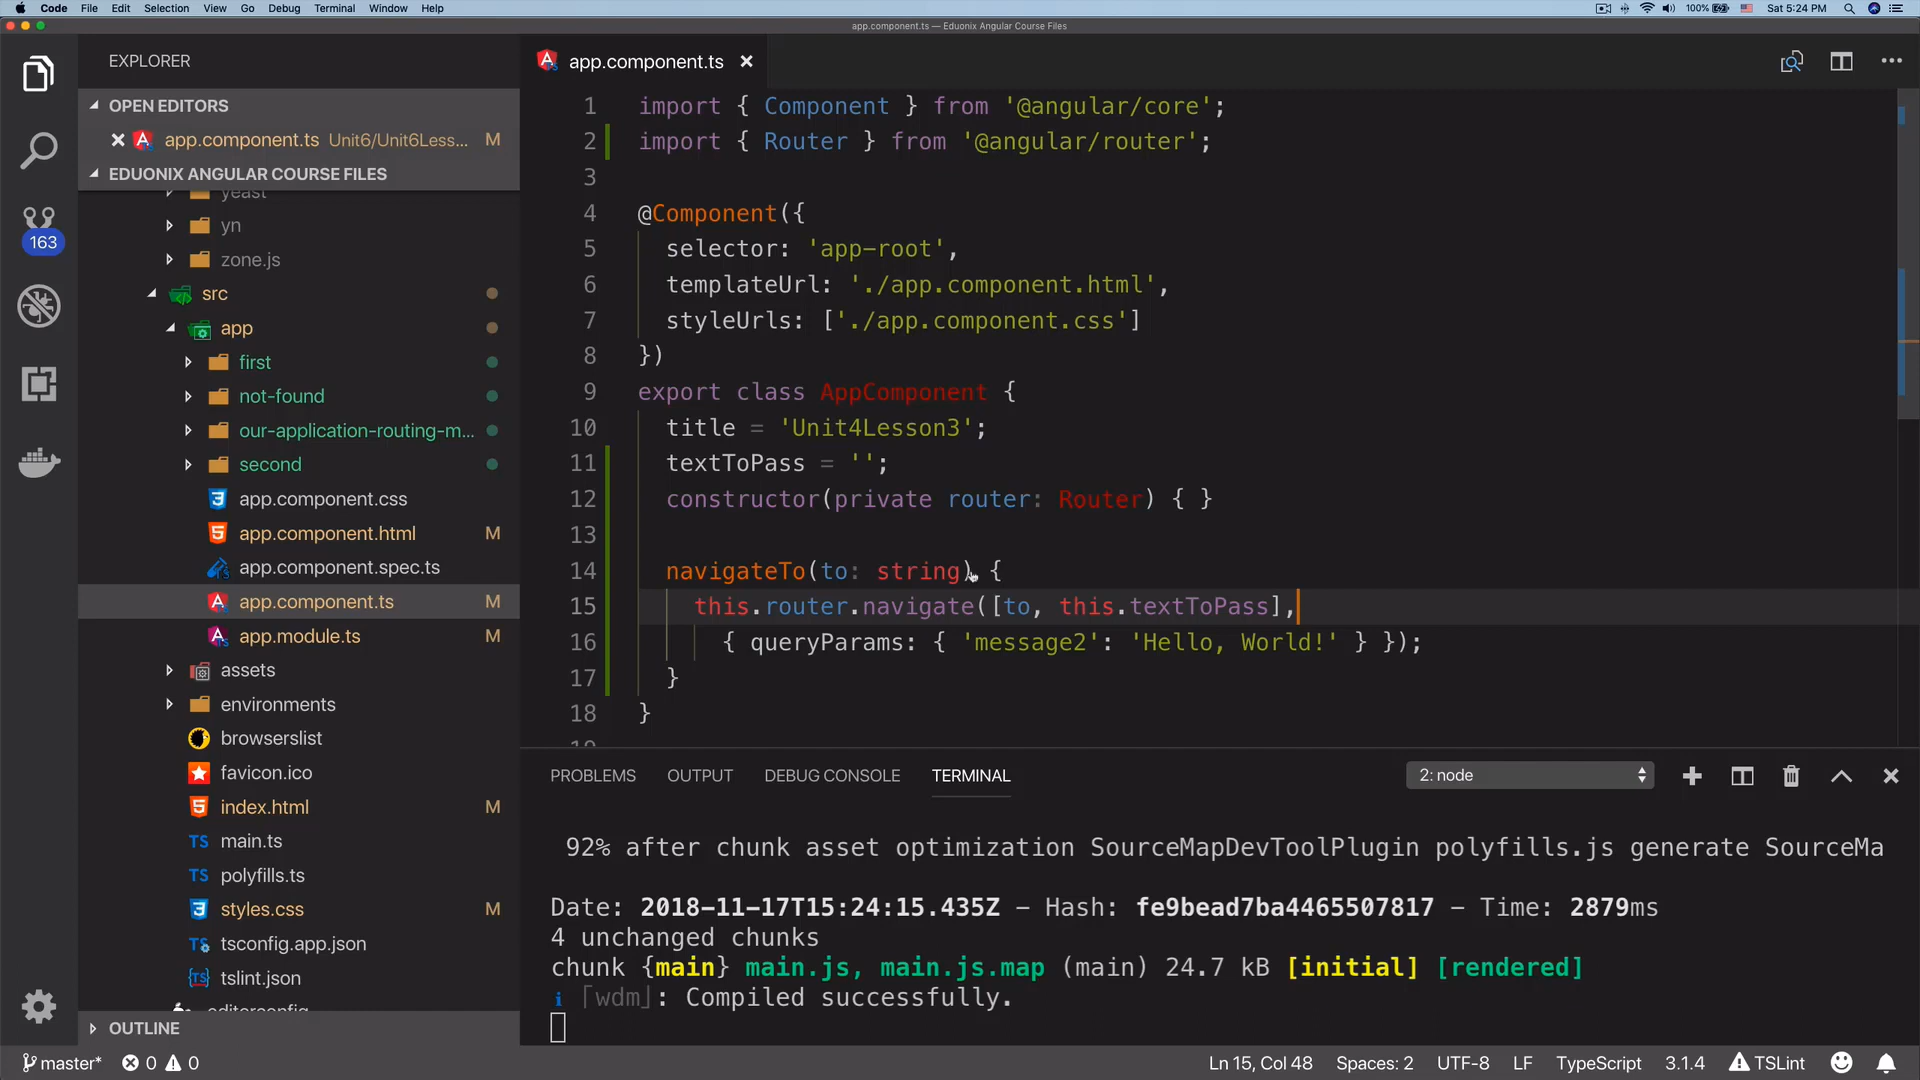 Code File Edit Selection View Go Debug Terminal Window Help 100% Sat 5:24 PM
app.component.ts — Eduonix Angular Course Files
EXPLORER
OPEN EDITORS
app.component.ts Unit6/Unit6Less... M
EDUONIX ANGULAR COURSE FILES
yeast
yn
zone.js
src
app
first
not-found
our-application-routing-m...
second
app.component.css
app.component.html M
app.component.spec.ts
app.component.ts M
app.module.ts M
assets
environments
browserslist
favicon.ico
index.html M
main.ts
polyfills.ts
styles.css M
tsconfig.app.json
tslint.json
OUTLINE
163
app.component.ts
1 import { Component } from '@angular/core';
2 import { Router } from '@angular/router';
3
4 @Component({
5 selector: 'app-root',
6 templateUrl: './app.component.html',
7 styleUrls: ['./app.component.css']
8 })
9 export class AppComponent {
10 title = 'Unit4Lesson3';
11 textToPass = '';
12 constructor(private router: Router) { }
13
14 navigateTo(to: string) {
15 this.router.navigate([to, this.textToPass],
16 { queryParams: { 'message2': 'Hello, World!' } });
17 }
18 }
PROBLEMS OUTPUT DEBUG CONSOLE TERMINAL 2: node
92% after chunk asset optimization SourceMapDevToolPlugin polyfills.js generate SourceMa
Date: 2018-11-17T15:24:15.435Z - Hash: fe9bead7ba4465507817 - Time: 2879ms
4 unchanged chunks
chunk {main} main.js, main.js.map (main) 24.7 kB [initial] [rendered]
i ｢wdm｣: Compiled successfully.
master* 0 0 Ln 15, Col 48 Spaces: 2 UTF-8 LF TypeScript 3.1.4 TSLint